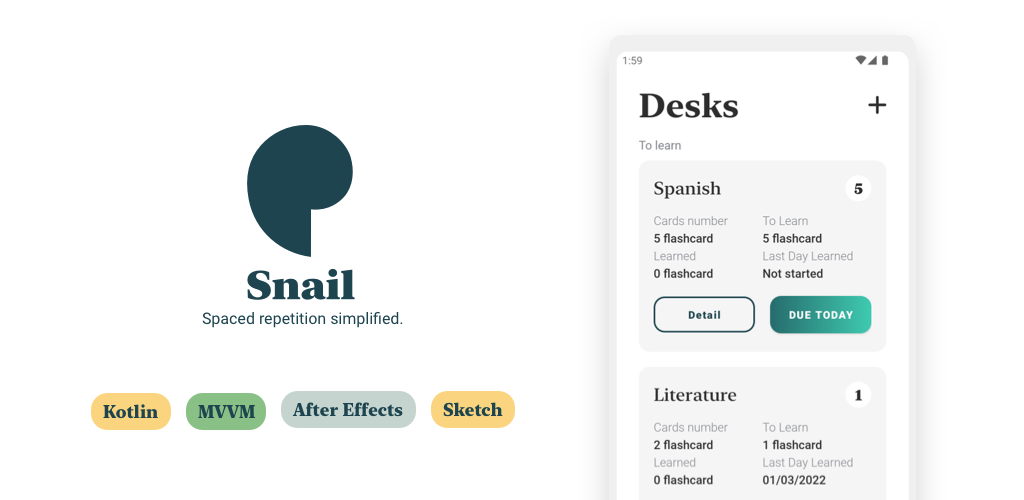 Snail
Spaced repetition simplified.
Kotlin MVVM After Effects Sketch
1:59
Desks
To learn
Spanish 5
Cards number To Learn
5 flashcard 5 flashcard
Learned Last Day Learned
0 flashcard Not started
Detail DUE TODAY
Literature 1
Cards number To Learn
2 flashcard 1 flashcard
Learned Last Day Learned
0 flashcard 01/03/2022